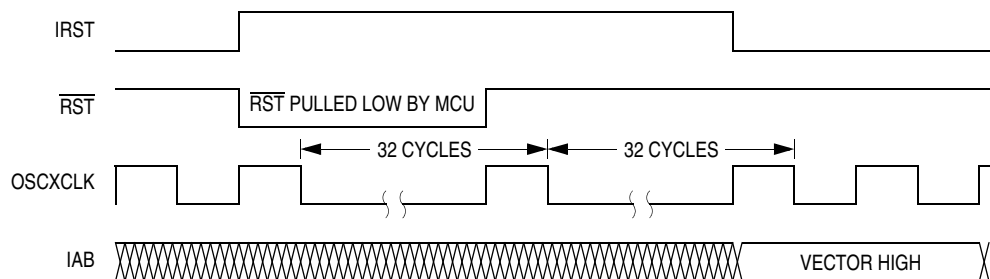 IRST
RST RST PULLED LOW BY MCU
32 CYCLES 32 CYCLES
OSCXCLK
IAB VECTOR HIGH